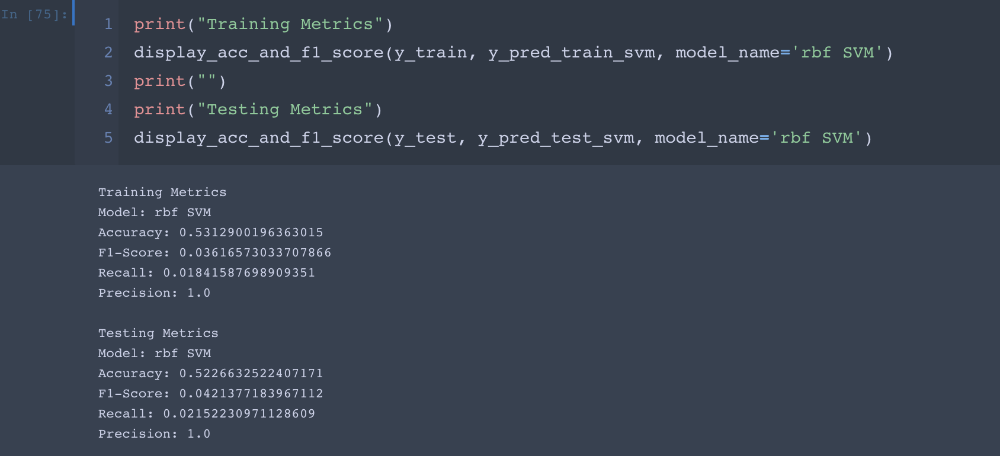 In [75]:
1 print("Training Metrics")
2 display_acc_and_f1_score(y_train, y_pred_train_svm, model_name='rbf SVM')
3 print("")
4 print("Testing Metrics")
5 display_acc_and_f1_score(y_test, y_pred_test_svm, model_name='rbf SVM')
Training Metrics
Model: rbf SVM
Accuracy: 0.5312900196363015
F1-Score: 0.03616573033707866
Recall: 0.01841587698909351
Precision: 1.0
Testing Metrics
Model: rbf SVM
Accuracy: 0.5226632522407171
F1-Score: 0.0421377183967112
Recall: 0.02152230971128609
Precision: 1.0